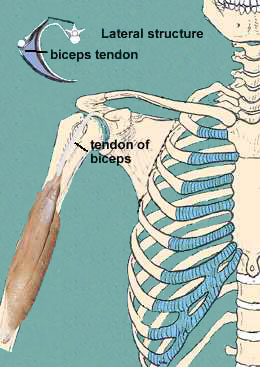 Lateral structure
biceps tendon
tendon of
biceps